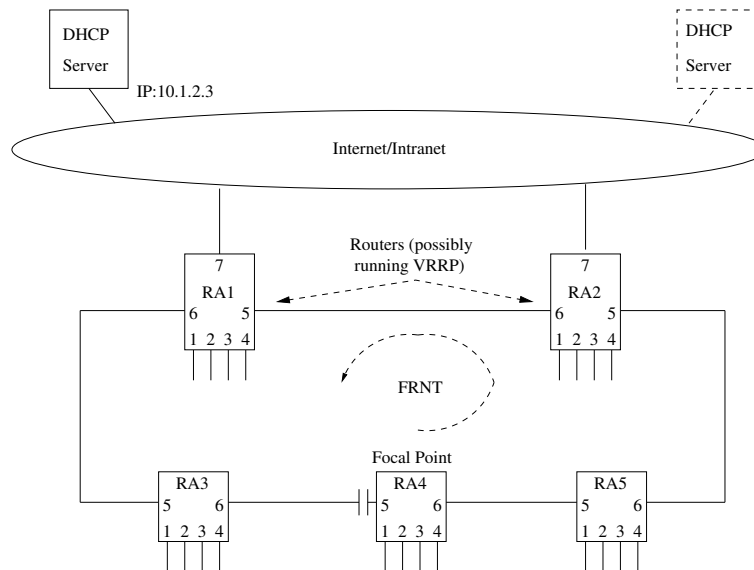 DHCP
Server
DHCP
Server
IP:10.1.2.3
Internet/Intranet
Routers (possibly
running VRRP)
7
RA1
6 5
1 2 3 4
7
RA2
6 5
1 2 3 4
FRNT
Focal Point
RA3
5 6
1 2 3 4
RA4
5 6
1 2 3 4
RA5
5 6
1 2 3 4